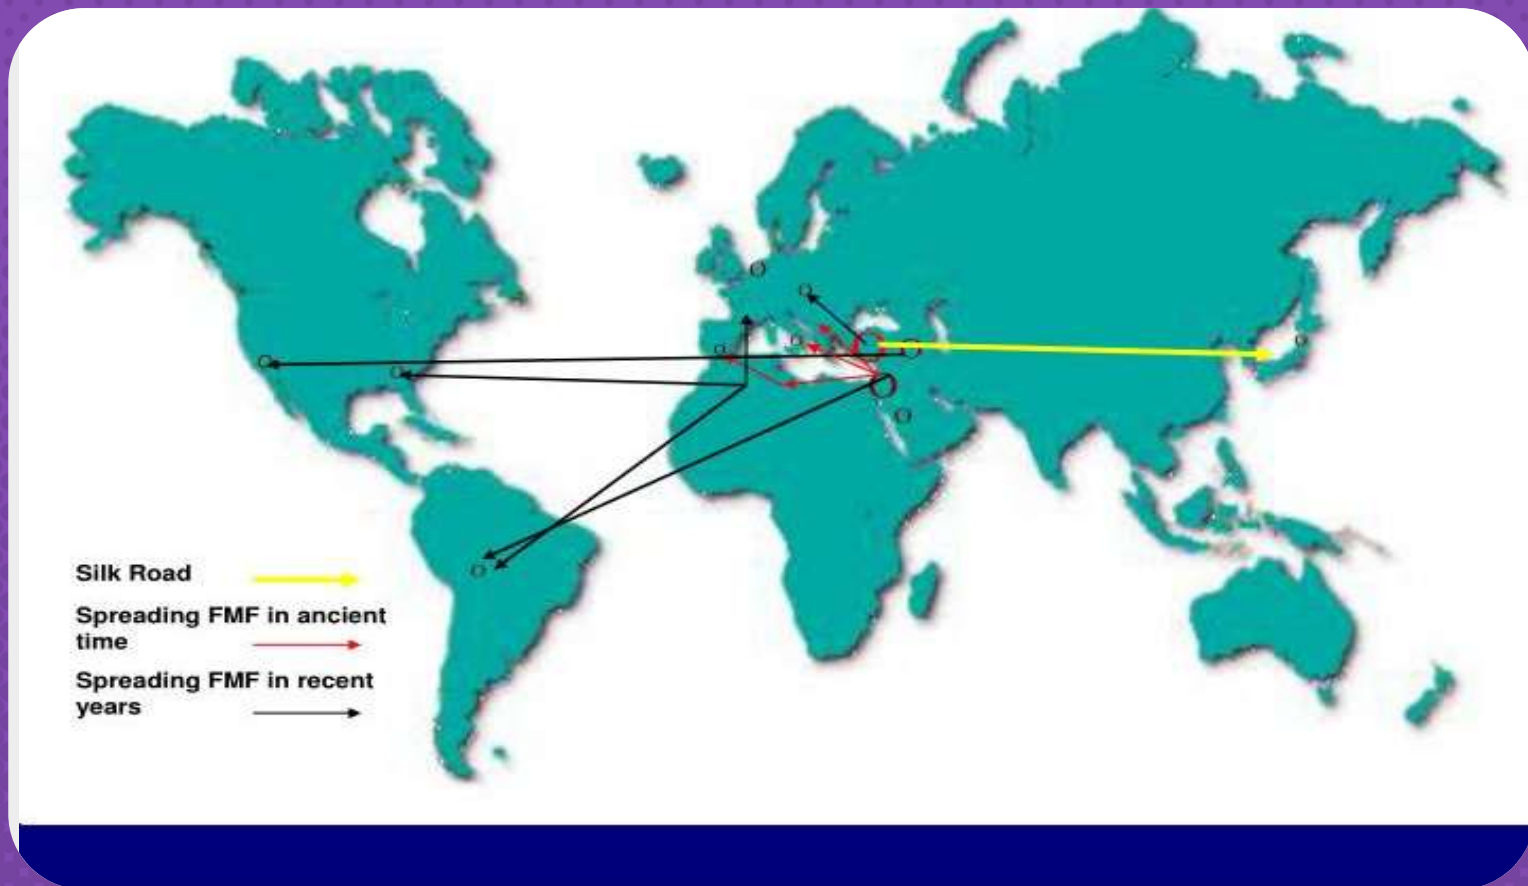 Silk Road
Spreading FMF in ancient
time
Spreading FMF in recent
years